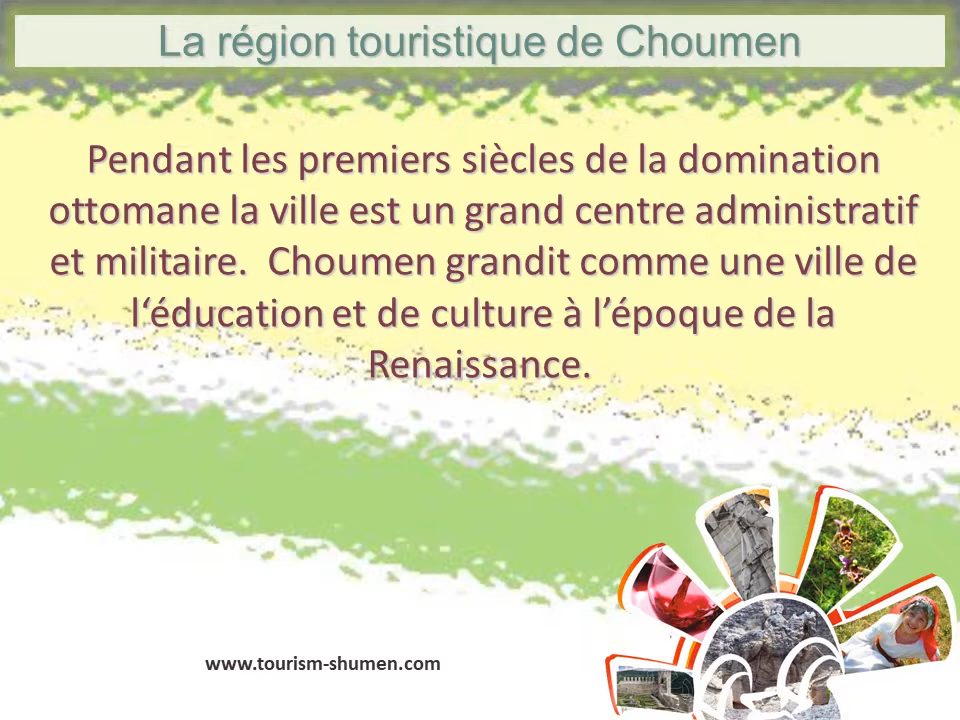 La région touristique de Choumen
Pendant les premiers siècles de la domination
ottomane la ville est un grand centre administratif
et militaire.  Choumen grandit comme une ville de
l‘éducation et de culture à l’époque de la
Renaissance.
www.tourism-shumen.com